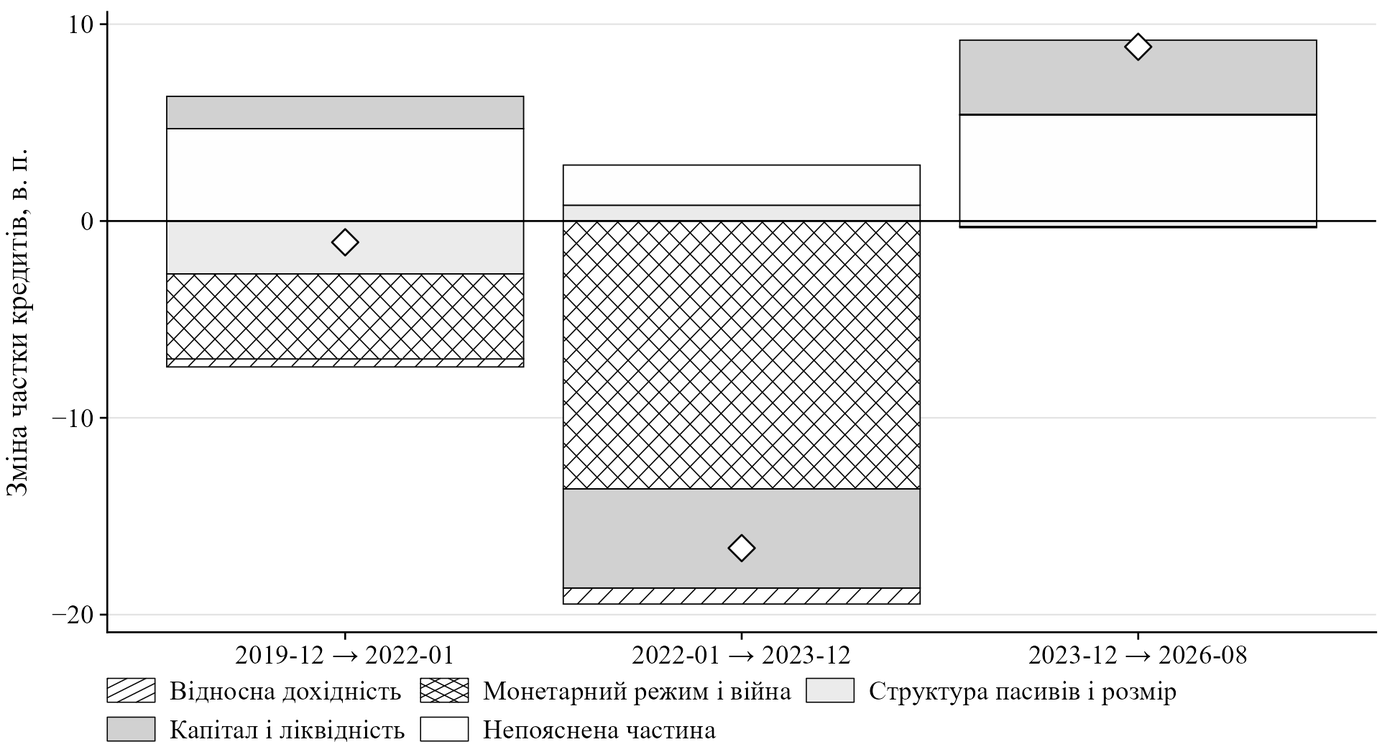 Зміна частки кредитів, в. п.
10
0
−10
−20
2019-12 → 2022-01
2022-01 → 2023-12
2023-12 → 2026-08
Відносна дохідність
Монетарний режим і війна
Структура пасивів і розмір
Капітал і ліквідність
Непояснена частина